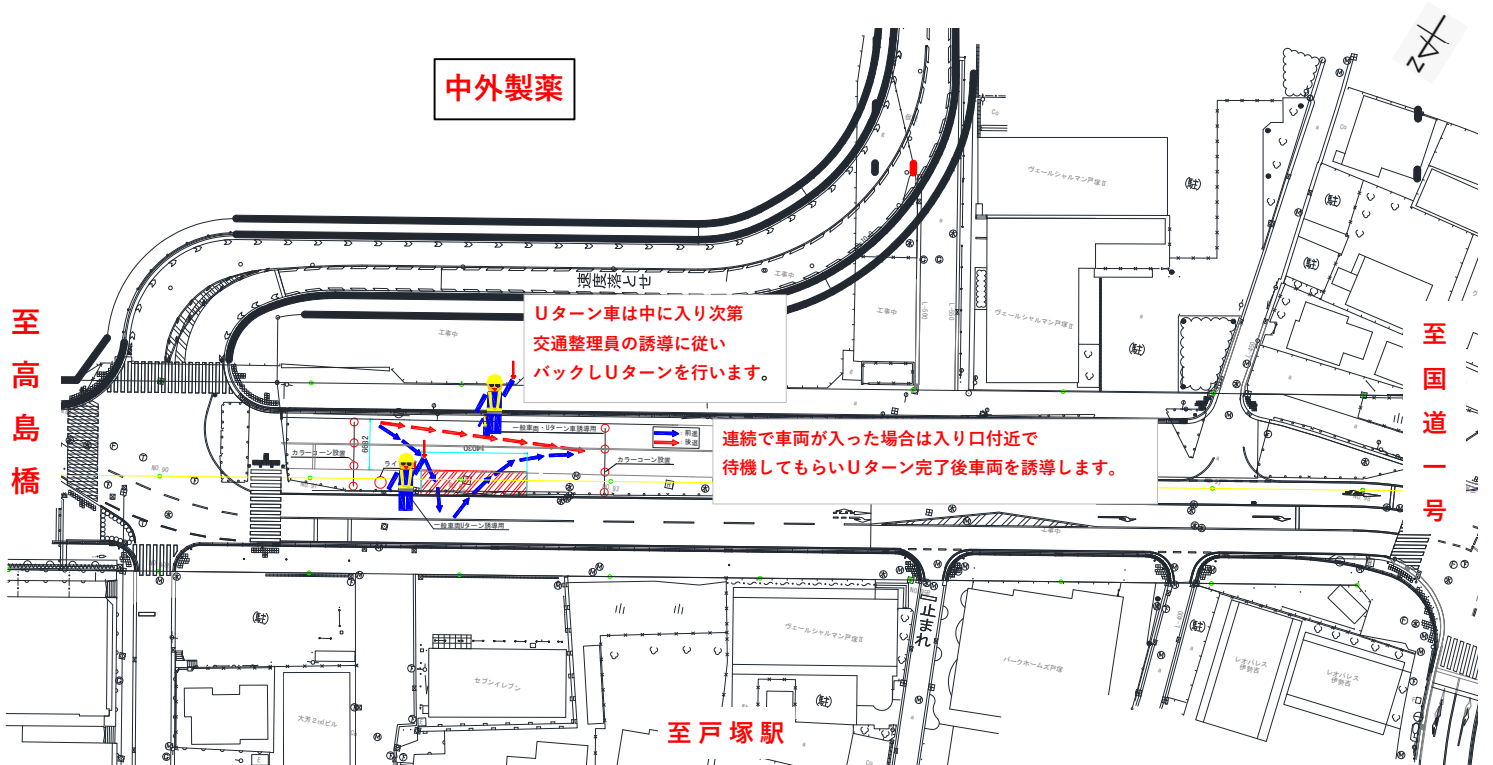 中外製薬
速度落とせ
工事中
Uターン車は中に入り次第
交通整理員の誘導に従い
バックしUターンを行います。
工事中
工事中
ヴェールシャルマン戸塚Ⅱ
(駐)
(駐)
(駐)
ヴェールシャルマン戸塚Ⅱ
(駐)
至高島橋
至国道一号
一般車両・Uターン車誘導用
前進
後退
連続で車両が入った場合は入り口付近で
待機してもらいUターン完了後車両を誘導します。
カラーコーン設置
カラーコーン設置
NO.90
一般車両Uターン誘導用
工事中
止まれ
(駐)
セブンイレブン
大芳2ndビル
ヴェールシャルマン戸塚Ⅱ
(駐)
パークホームズ戸塚
(駐)
レオパレス
伊勢吉
レオパレス
伊勢吉
至戸塚駅